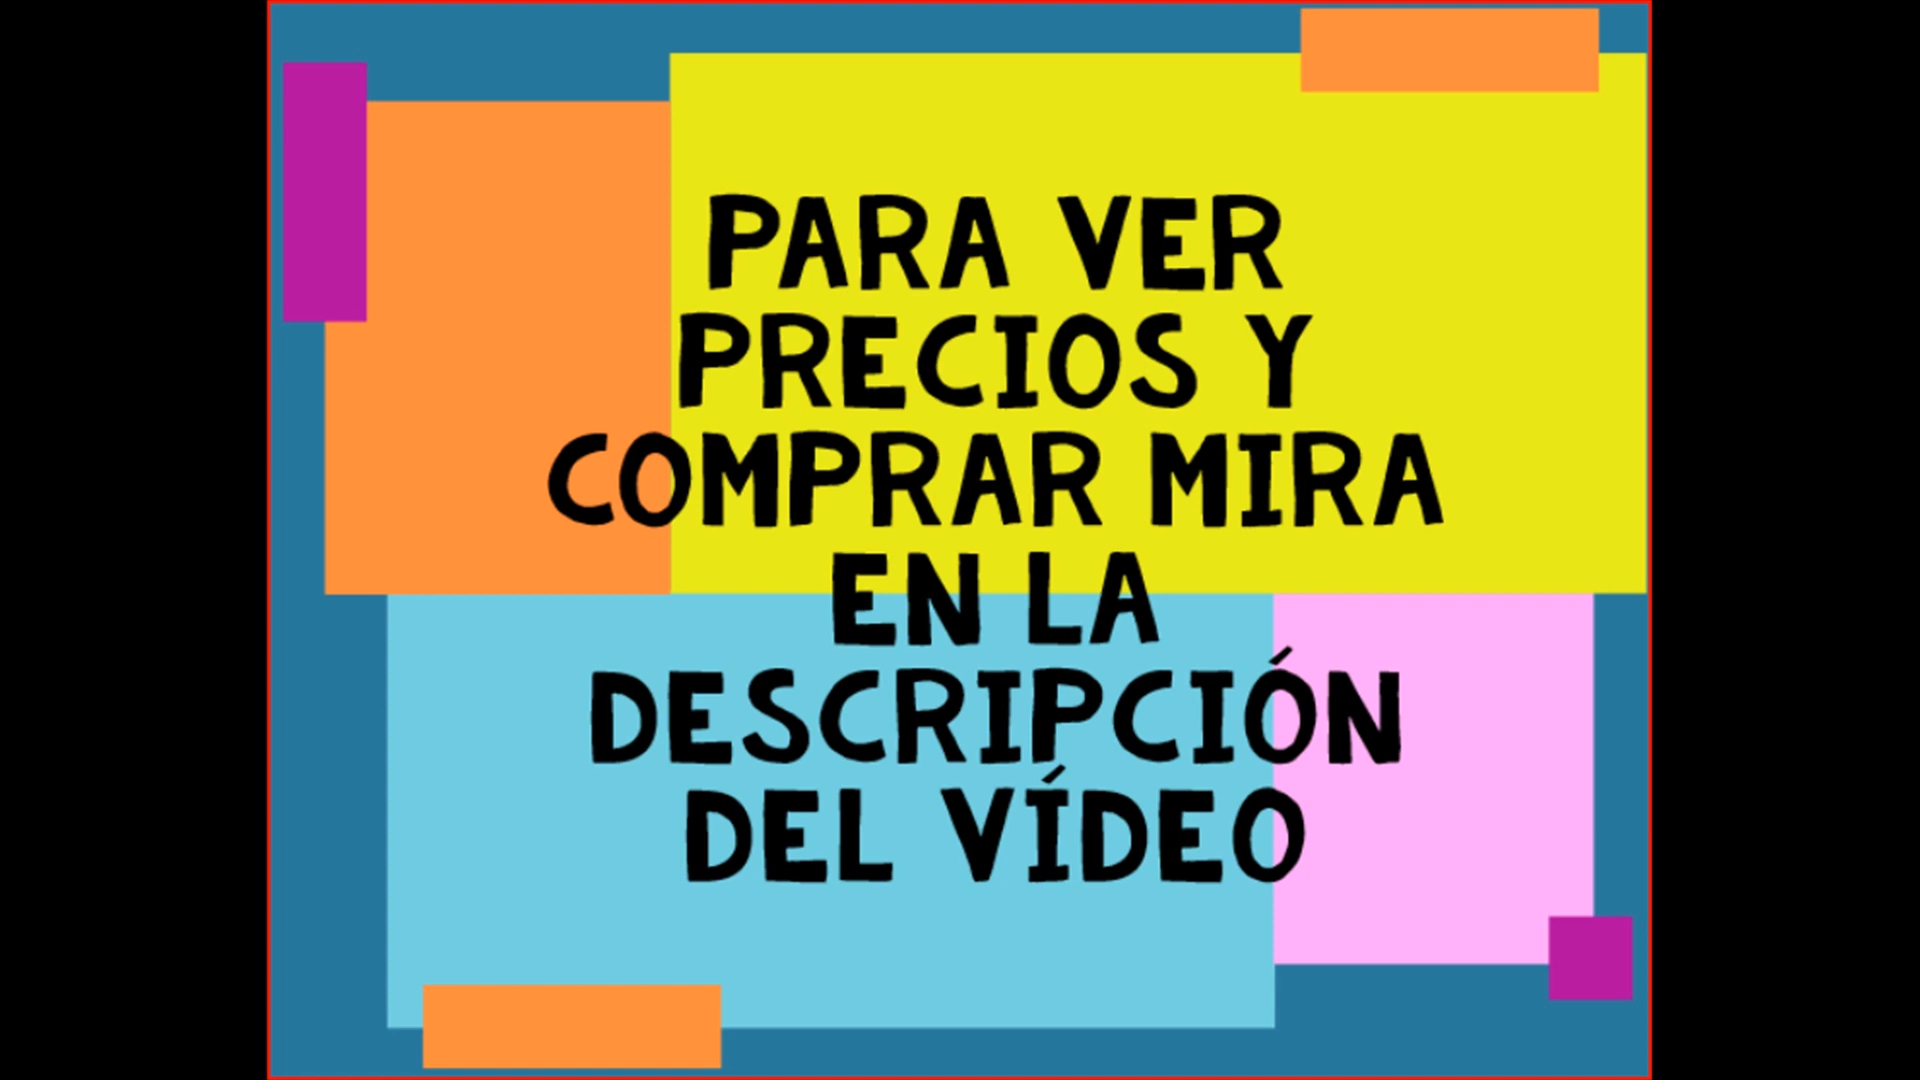 PARA VER
PRECIOS Y
COMPRAR MIRA
EN LA
DESCRIPCIÓN
DEL VÍDEO